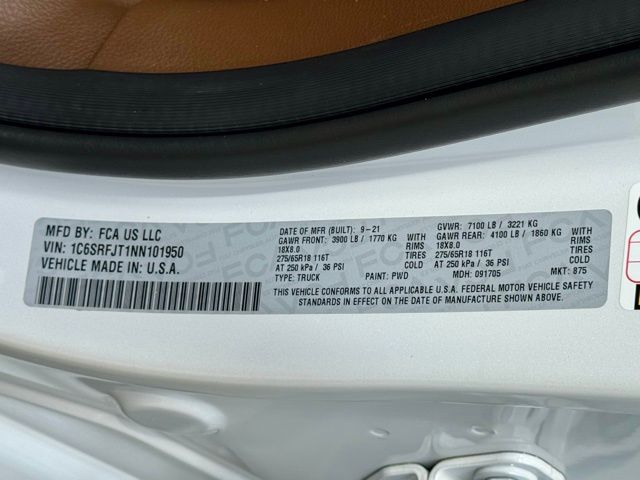 MFD BY: FCA US LLC
VIN: 1C6SRFJT1NN101950
VEHICLE MADE IN: U.S.A.
DATE OF MFR (BUILT): 9-21
GAWR FRONT: 3900 LB / 1770 KG
18X8.0 RIMS
275/65R18 116T TIRES
AT 250 kPa / 36 PSI COLD
TYPE: TRUCK PAINT: PWD
GVWR: 7100 LB / 3221 KG
GAWR REAR: 4100 LB / 1860 KG
18X8.0 RIMS
275/65R18 116T TIRES
AT 250 kPa / 36 PSI COLD
MDH: 091705 MKT: 875
THIS VEHICLE CONFORMS TO ALL APPLICABLE U.S.A. FEDERAL MOTOR VEHICLE SAFETY
STANDARDS IN EFFECT ON THE DATE OF MANUFACTURE SHOWN ABOVE.